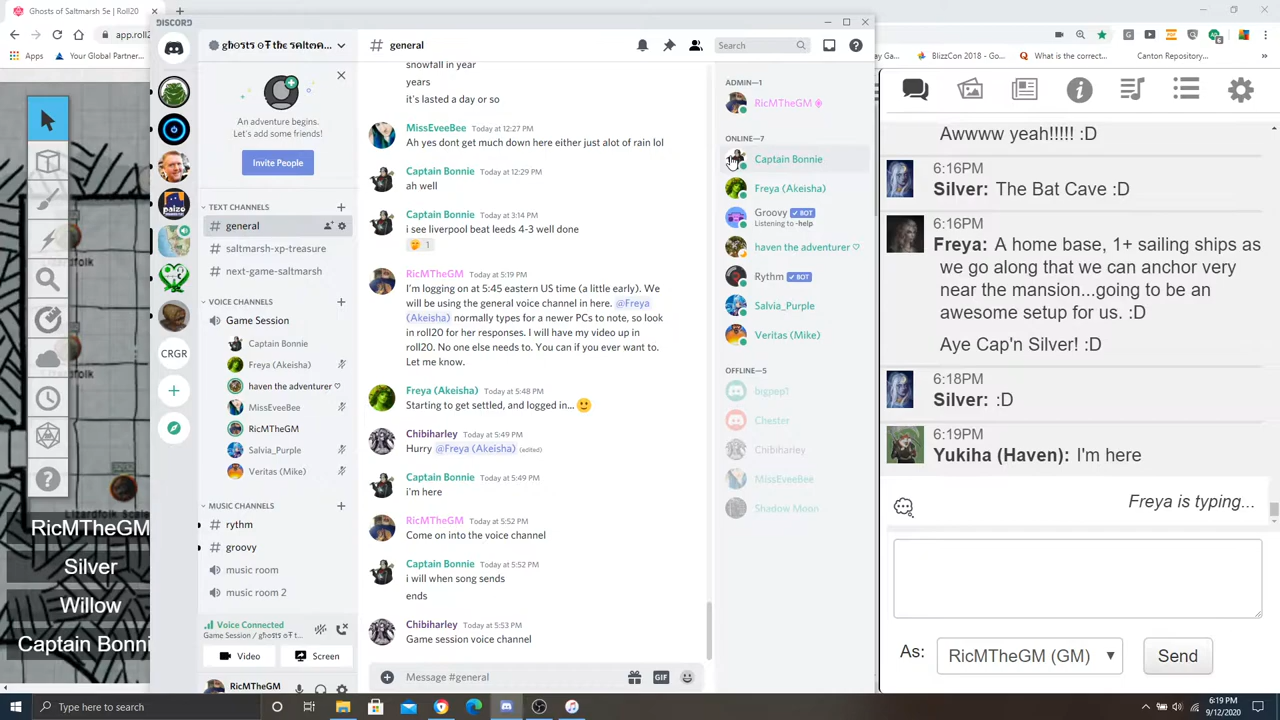 Ghosts of Saltmarsh 5e | Roll20
app.roll
Apps
Your Global Partner...
BlizzCon 2018 - Go...
What is the correct...
Canton Repository...
DISCORD
general
Search
An adventure begins.
Let's add some friends!
Invite People
TEXT CHANNELS
general
saltmarsh-xp-treasure
next-game-saltmarsh
VOICE CHANNELS
Game Session
Captain Bonnie
Freya (Akeisha)
haven the adventurer ♡
MissEveeBee
RicMTheGM
Salvia_Purple
Veritas (Mike)
MUSIC CHANNELS
rythm
groovy
music room
music room 2
CRGR
paizo
Voice Connected
Video
Screen
RicMTheGM
snowfall in year
years
it's lasted a day or so
MissEveeBee Today at 12:27 PM
Ah yes dont get much down here either just alot of rain lol
Captain Bonnie Today at 12:29 PM
ah well
Captain Bonnie Today at 3:14 PM
i see liverpool beat leeds 4-3 well done
1
RicMTheGM Today at 5:19 PM
I'm logging on at 5:45 eastern US time (a little early). We
will be using the general voice channel in here. @Freya
(Akeisha) normally types for a newer PCs to note, so look
in roll20 for her responses. I will have my video up in
roll20. No one else needs to. You can if you ever want to.
Let me know.
Freya (Akeisha) Today at 5:48 PM
Starting to get settled, and logged in...
Chibiharley Today at 5:49 PM
Hurry @Freya (Akeisha) (edited)
Captain Bonnie Today at 5:49 PM
i'm here
RicMTheGM Today at 5:52 PM
Come on into the voice channel
Captain Bonnie Today at 5:52 PM
i will when song sends
ends
Chibiharley Today at 5:53 PM
Game session voice channel
Message #general
GIF
ADMIN—1
RicMTheGM
ONLINE—7
Captain Bonnie
Freya (Akeisha)
Groovy BOT
Listening to -help
haven the adventurer ♡
Rythm BOT
Salvia_Purple
Veritas (Mike)
OFFLINE—5
bigpop1
Chester
Chibiharley
MissEveeBee
Shadow Moon...
RicMTheGM
Silver
Willow
Captain Bonni
Awwww yeah!!!!! :D
6:16PM
Silver: The Bat Cave :D
6:16PM
Freya: A home base, 1+ sailing ships as
we go along that we can anchor very
near the mansion...going to be an
awesome setup for us. :D
Aye Cap'n Silver! :D
6:18PM
Silver: :D
6:19PM
Yukiha (Haven): I'm here
Freya is typing...
As:
RicMTheGM (GM)
Send
Type here to search
6:19 PM
9/12/2020